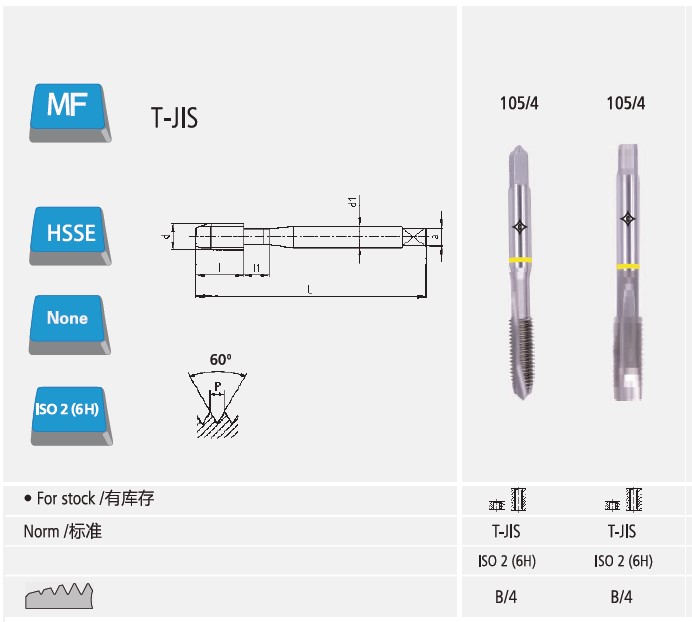 MF
T-JIS
105/4
105/4
HSSE
d
d1
a
l
l1
L
None
60°
P
ISO 2 (6H)
• For stock /有库存
Norm /标准
T-JIS
T-JIS
ISO 2 (6H)
ISO 2 (6H)
B/4
B/4